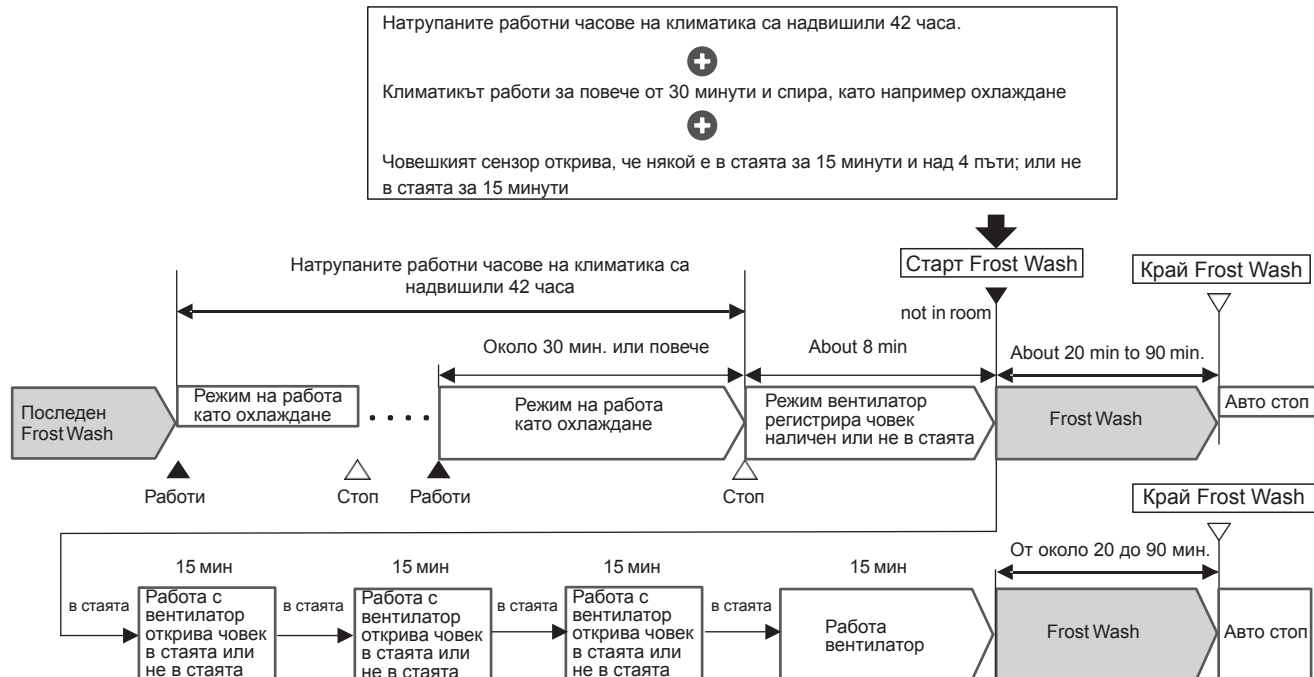 Натрупаните работни часове на климатика са надвишили 42 часа.
Климатикът работи за повече от 30 минути и спира, като например охлаждане
Човешкият сензор открива, че някой е в стаята за 15 минути и над 4 пъти; или не
в стаята за 15 минути
Старт Frost Wash
Край Frost Wash
Натрупаните работни часове на климатика са
надвишили 42 часа
not in room
Около 30 мин. или повече
About 8 min
About 20 min to 90 min.
Последен
Frost Wash
Режим на работа
като охлаждане
Режим на работа
като охлаждане
Режим вентилатор
регистрира човек
наличен или не в стаята
Frost Wash
Авто стоп
Работи
Стоп
Работи
Стоп
Край Frost Wash
15 мин
15 мин
15 мин
15 мин
От около 20 до 90 мин.
в стаята
Работа с
вентилатор
открива човек
в стаята или
не в стаята
в стаята
Работа с
вентилатор
открива човек
в стаята или
не в стаята
в стаята
Работа с
вентилатор
открива човек
в стаята или
не в стаята
в стаята
Работа
вентилатор
Frost Wash
Авто стоп